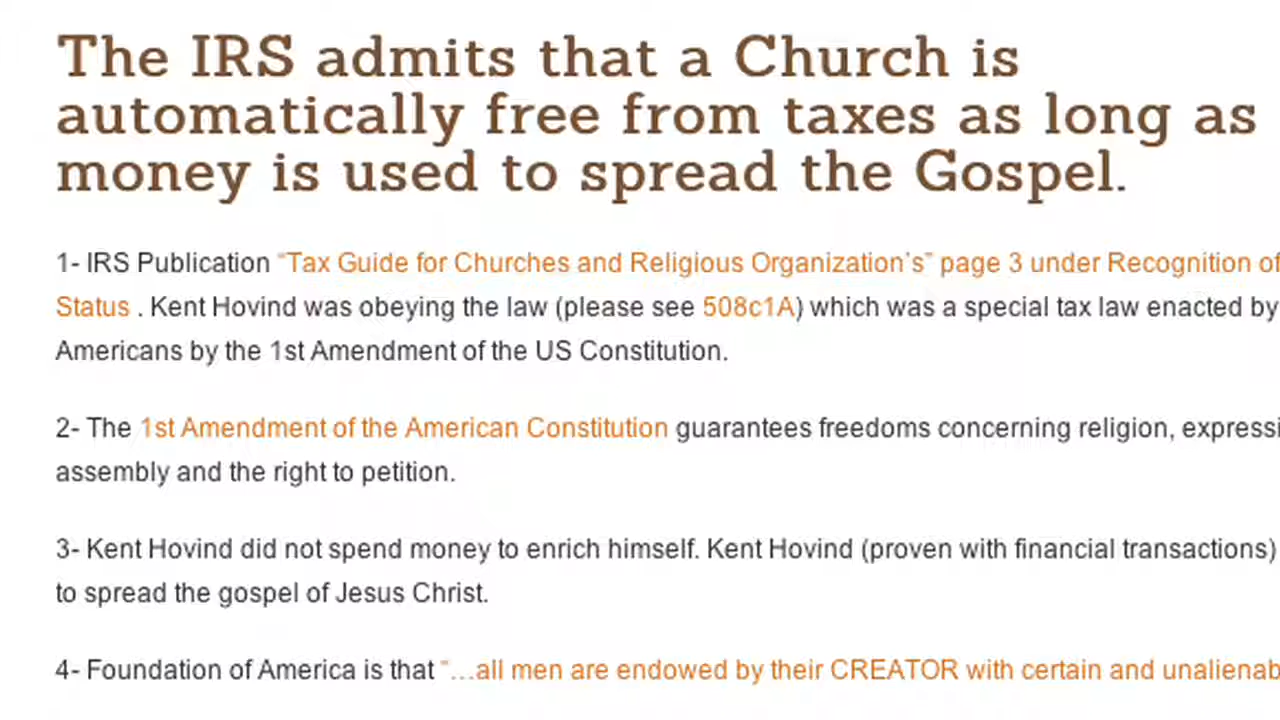 The IRS admits that a Church is
automatically free from taxes as long as
money is used to spread the Gospel.
1- IRS Publication “Tax Guide for Churches and Religious Organization’s” page 3 under Recognition of
Status . Kent Hovind was obeying the law (please see 508c1A) which was a special tax law enacted by
Americans by the 1st Amendment of the US Constitution.
2- The 1st Amendment of the American Constitution guarantees freedoms concerning religion, expressi
assembly and the right to petition.
3- Kent Hovind did not spend money to enrich himself. Kent Hovind (proven with financial transactions)
to spread the gospel of Jesus Christ.
4- Foundation of America is that “…all men are endowed by their CREATOR with certain and unalienab